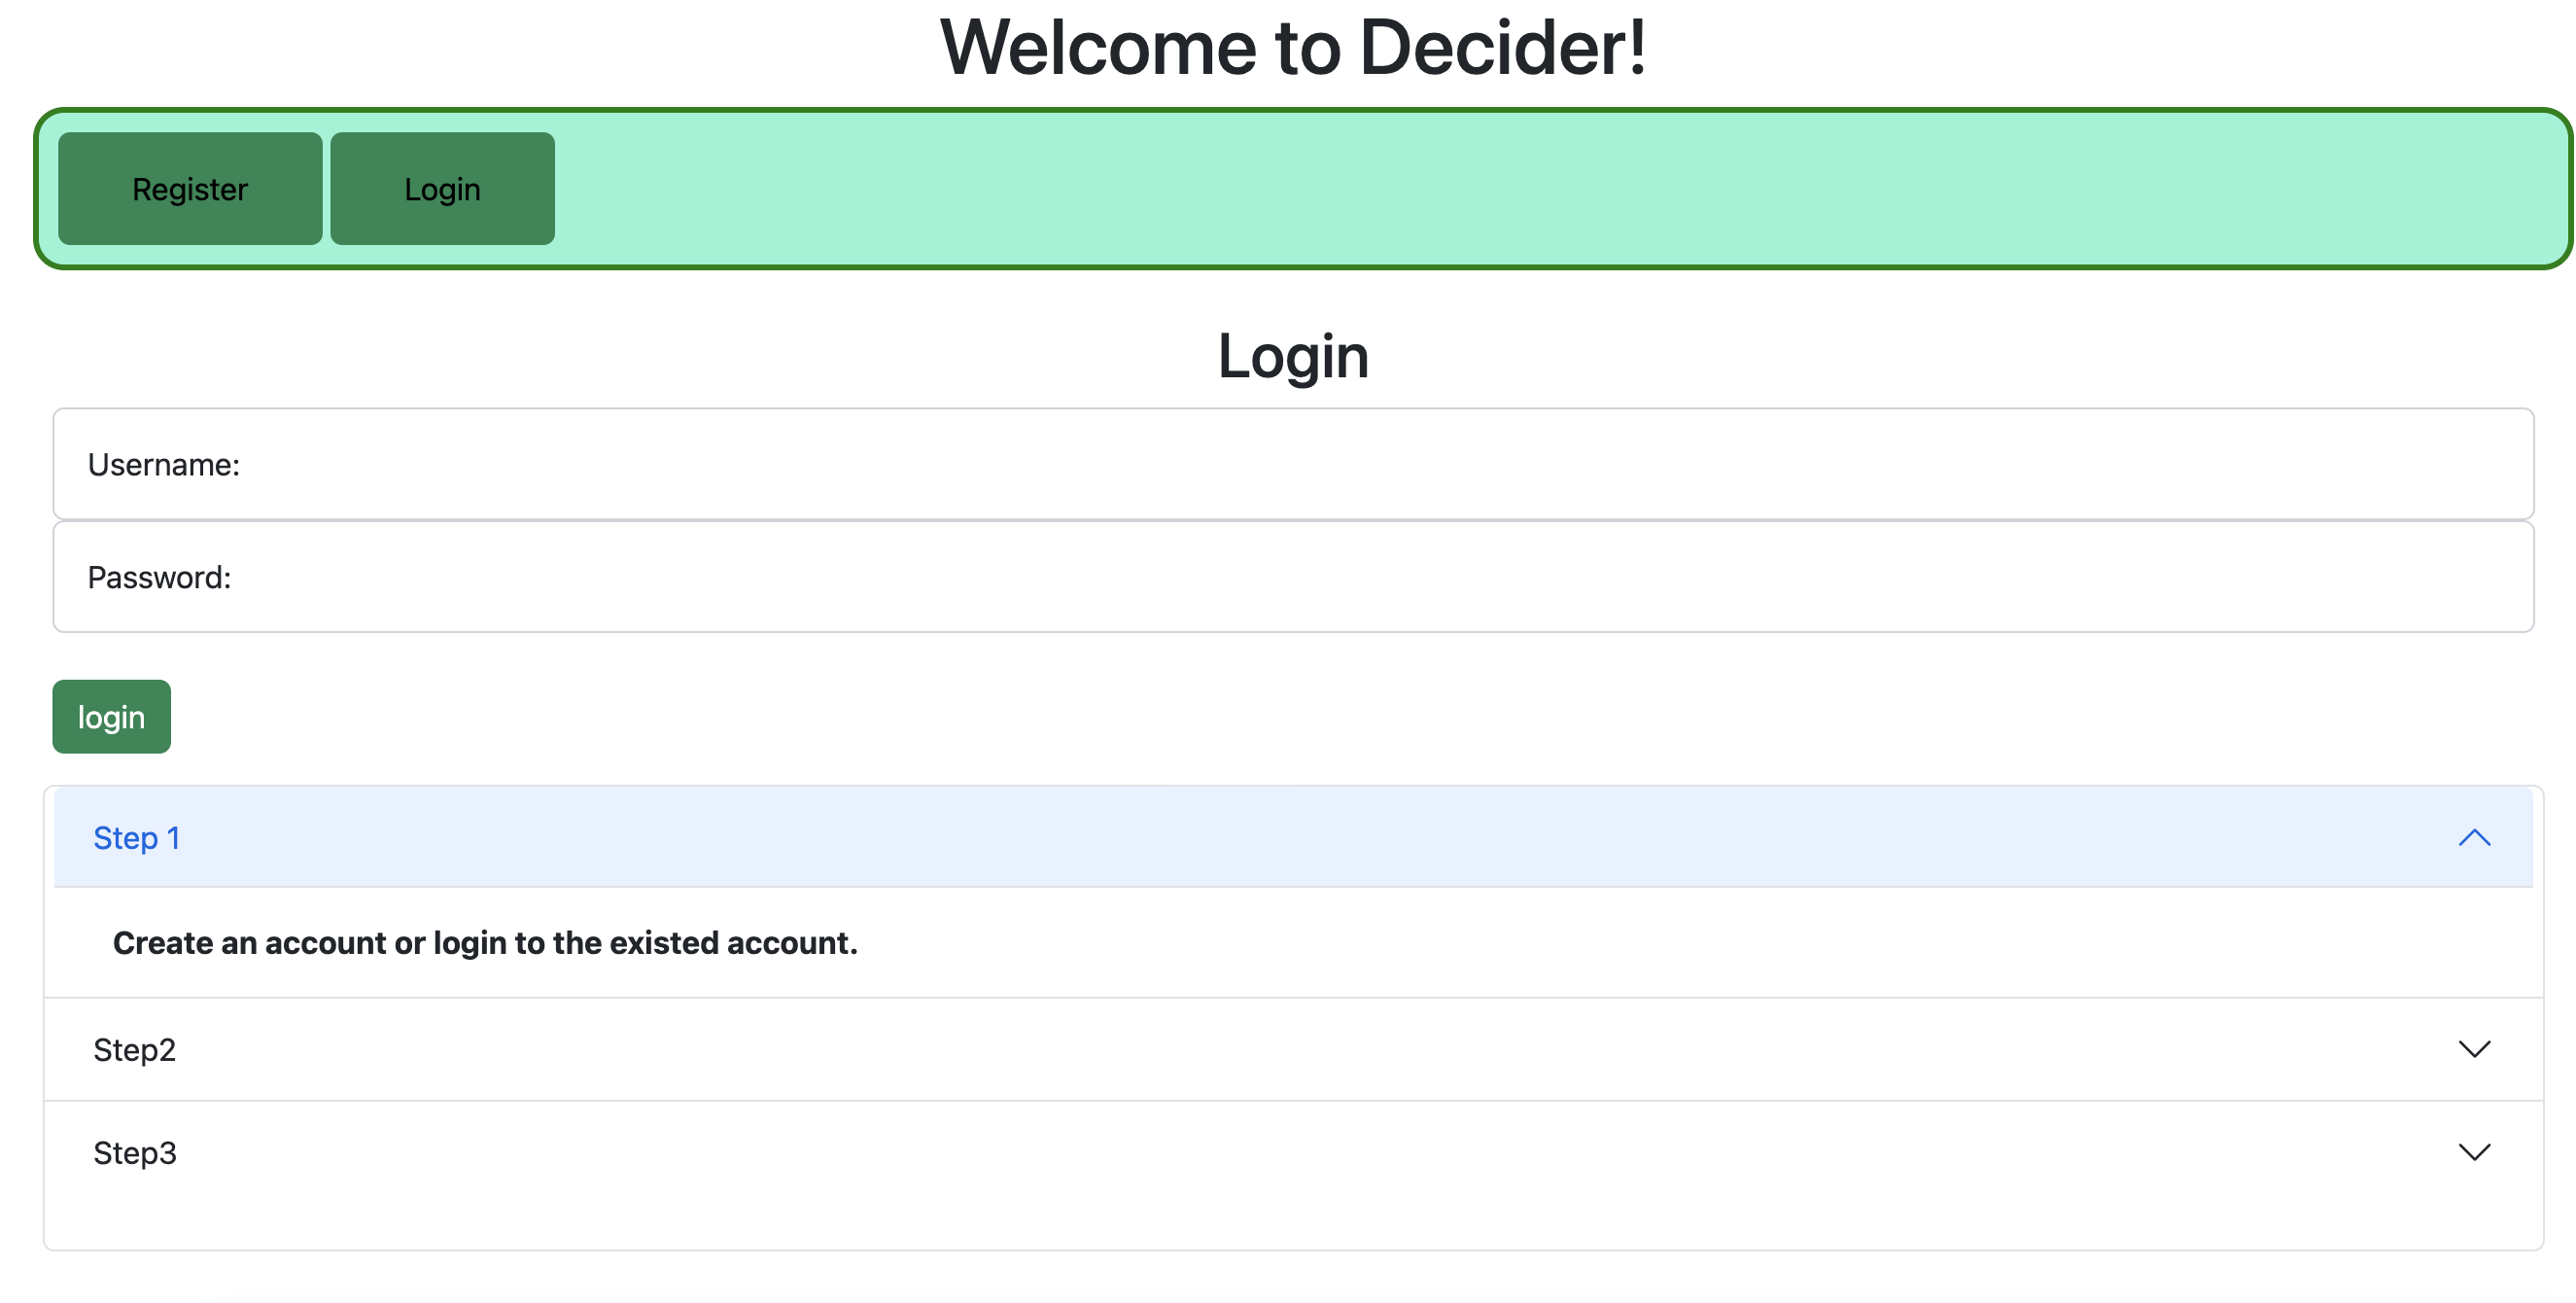 Welcome to Decider!
Register Login
Login
Username:
Password:
login
Step 1
Create an account or login to the existed account.
Step2
Step3